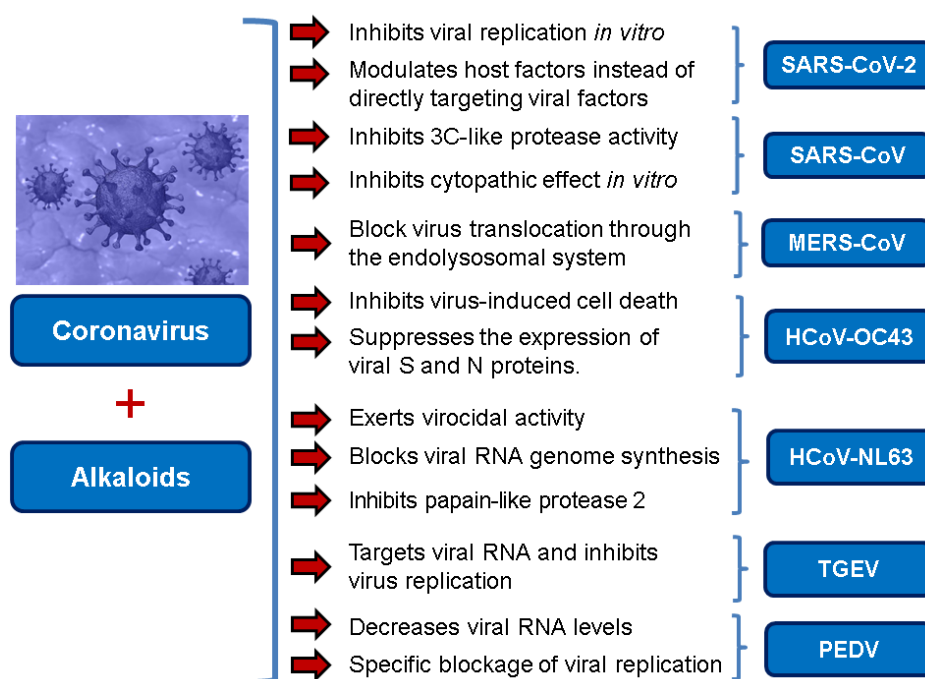 Inhibits viral replication in vitro
Modulates host factors instead of
directly targeting viral factors
SARS-CoV-2
Inhibits 3C-like protease activity
Inhibits cytopathic effect in vitro
SARS-CoV
Block virus translocation through
the endolysosomal system
MERS-CoV
Coronavirus
+
Alkaloids
Inhibits virus-induced cell death
Suppresses the expression of
viral S and N proteins.
HCoV-OC43
Exerts virocidal activity
Blocks viral RNA genome synthesis
Inhibits papain-like protease 2
HCoV-NL63
Targets viral RNA and inhibits
virus replication
TGEV
Decreases viral RNA levels
Specific blockage of viral replication
PEDV